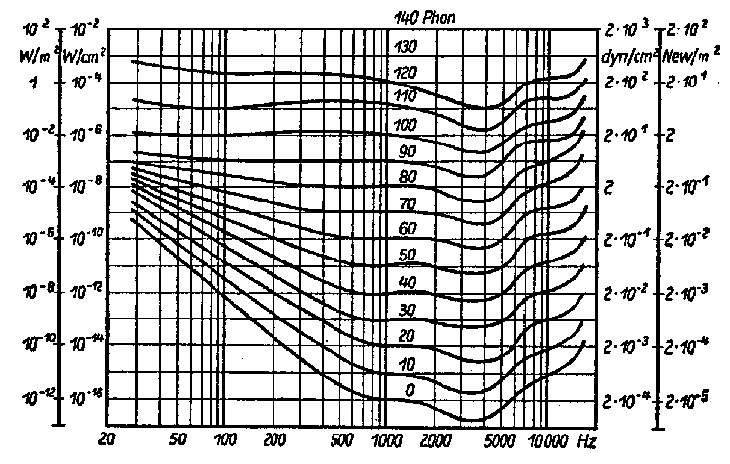 140 Phon
10² 10⁻² 2·10³ 2·10²
130
W/m² W/cm² dyn/cm² New/m²
120
1 10⁻⁴ 2·10² 2·10¹
110
100
10⁻² 10⁻⁶ 2·10¹ 2
90
80
10⁻⁴ 10⁻⁸ 2 2·10⁻¹
70
60
10⁻⁶ 10⁻¹⁰ 2·10⁻¹ 2·10⁻²
50
40
10⁻⁸ 10⁻¹² 2·10⁻² 2·10⁻³
30
20
10⁻¹⁰ 10⁻¹⁴ 2·10⁻³ 2·10⁻⁴
10
0
10⁻¹² 10⁻¹⁶ 2·10⁻⁴ 2·10⁻⁵
20 50 100 200 500 1000 2000 5000 10000 Hz